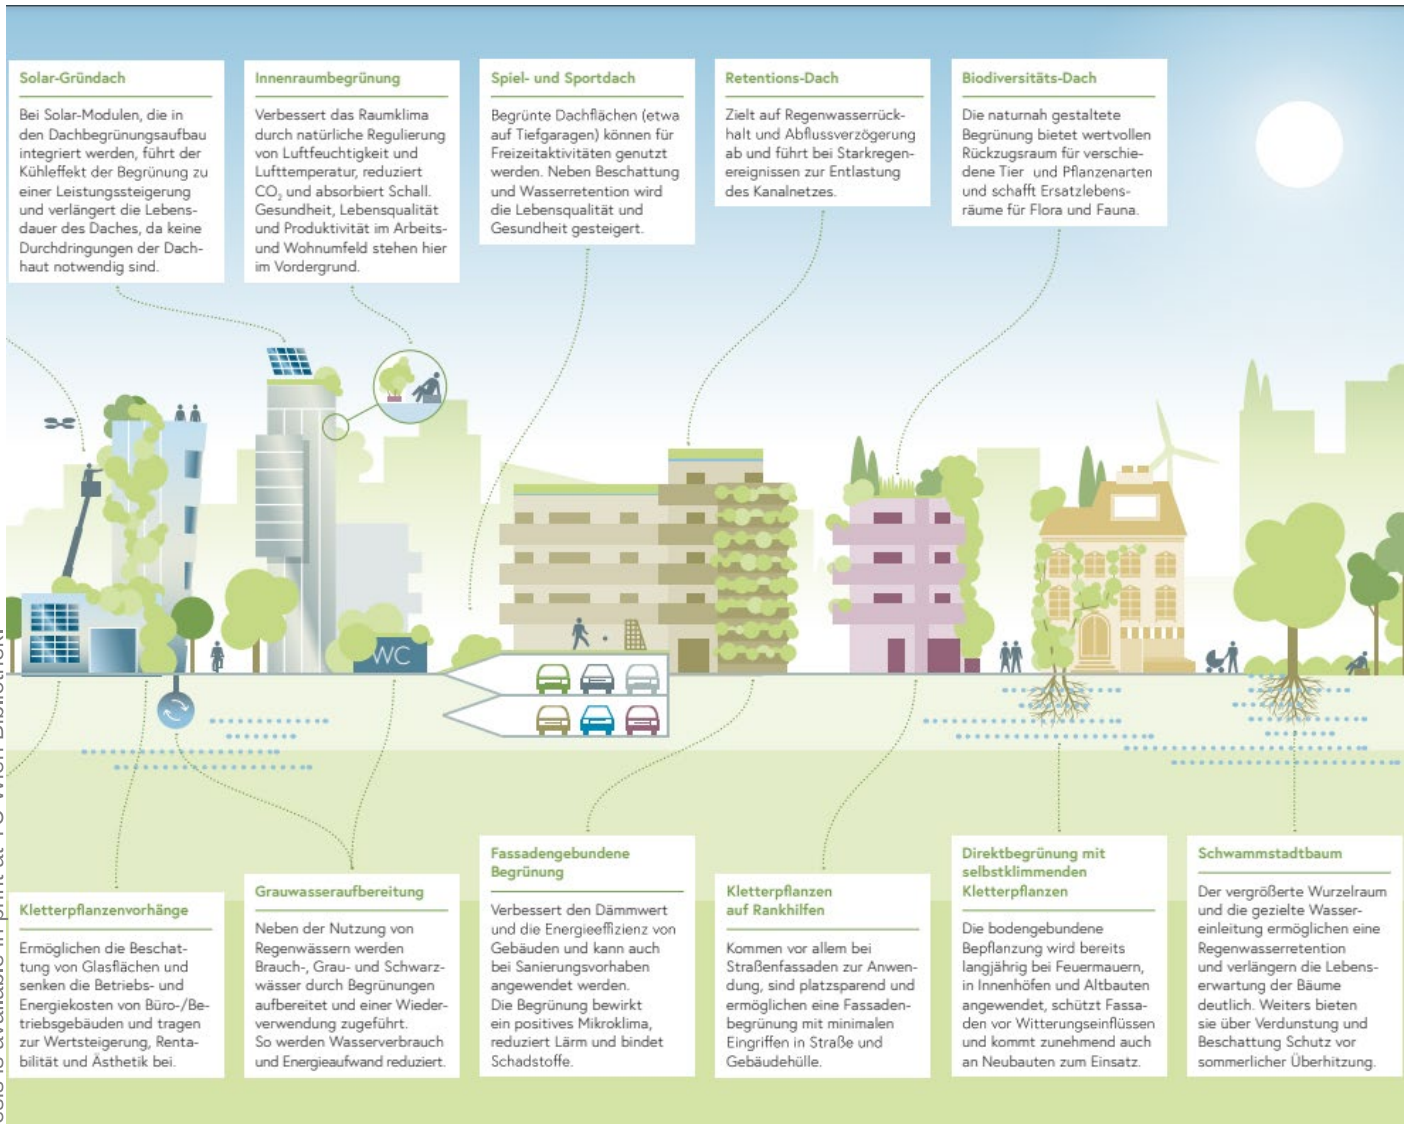 Solar-Gründach
Bei Solar-Modulen, die in
den Dachbegrünungsaufbau
integriert werden, führt der
Kühleffekt der Begrünung zu
einer Leistungssteigerung
und verlängert die Lebens-
dauer des Daches, da keine
Durchdringungen der Dach-
haut notwendig sind.
Innenraumbegrünung
Verbessert das Raumklima
durch natürliche Regulierung
von Luftfeuchtigkeit und
Lufttemperatur, reduziert
CO₂ und absorbiert Schall.
Gesundheit, Lebensqualität
und Produktivität im Arbeits-
und Wohnumfeld stehen hier
im Vordergrund.
Spiel- und Sportdach
Begrünte Dachflächen (etwa
auf Tiefgaragen) können für
Freizeitaktivitäten genutzt
werden. Neben Beschattung
und Wasserretention wird
die Lebensqualität und
Gesundheit gesteigert.
Retentions-Dach
Zielt auf Regenwasserrück-
halt und Abflussverzögerung
ab und führt bei Starkregen-
ereignissen zur Entlastung
des Kanalnetzes.
Biodiversitäts-Dach
Die naturnah gestaltete
Begrünung bietet wertvollen
Rückzugsraum für verschie-
dene Tier und Pflanzenarten
und schafft Ersatzlebens-
räume für Flora und Fauna.
WC
Kletterpflanzenvorhänge
Ermöglichen die Beschat-
tung von Glasflächen und
senken die Betriebs- und
Energiekosten von Büro-/Be-
triebsgebäuden und tragen
zur Wertsteigerung, Renta-
bilität und Ästhetik bei.
Grauwasseraufbereitung
Neben der Nutzung von
Regenwässern werden
Brauch-, Grau- und Schwarz-
wässer durch Begrünungen
aufbereitet und einer Wieder-
verwendung zugeführt.
So werden Wasserverbrauch
und Energieaufwand reduziert.
Fassadengebundene
Begrünung
Verbessert den Dämmwert
und die Energieeffizienz von
Gebäuden und kann auch
bei Sanierungsvorhaben
angewendet werden.
Die Begrünung bewirkt
ein positives Mikroklima,
reduziert Lärm und bindet
Schadstoffe.
Kletterpflanzen
auf Rankhilfen
Kommen vor allem bei
Straßenfassaden zur Anwen-
dung, sind platzsparend und
ermöglichen eine Fassaden-
begrünung mit minimalen
Eingriffen in Straße und
Gebäudehülle.
Direktbegrünung mit
selbstklimmenden
Kletterpflanzen
Die bodengebundene
Bepflanzung wird bereits
langjährig bei Feuermauern,
in Innenhöfen und Altbauten
angewendet, schützt Fassa-
den vor Witterungseinflüssen
und kommt zunehmend auch
an Neubauten zum Einsatz.
Schwammstadtbaum
Der vergrößerte Wurzelraum
und die gezielte Wasser-
einleitung ermöglichen eine
Regenwasserretention
und verlängern die Lebens-
erwartung der Bäume
deutlich. Weiters bieten
sie über Verdunstung und
Beschattung Schutz vor
sommerlicher Überhitzung.